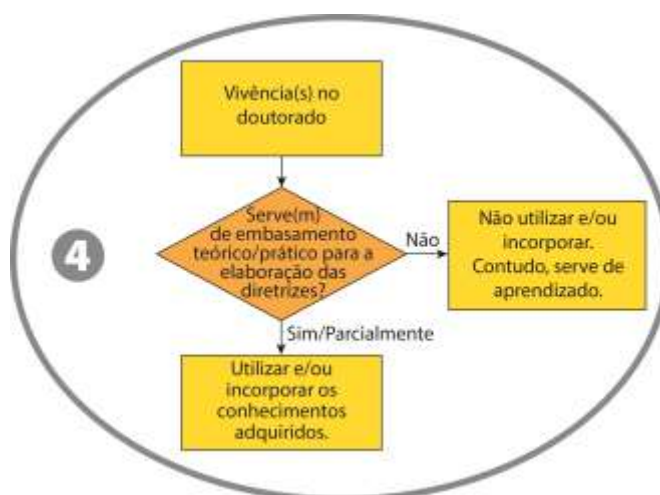 Vivência(s) no
doutorado
Serve(m)
de embasamento
teórico/prático para a
elaboração das
diretrizes?
Não
Não utilizar e/ou
incorporar.
Contudo, serve de
aprendizado.
4
Sim/Parcialmente
Utilizar e/ou
incorporar os
conhecimentos
adquiridos.